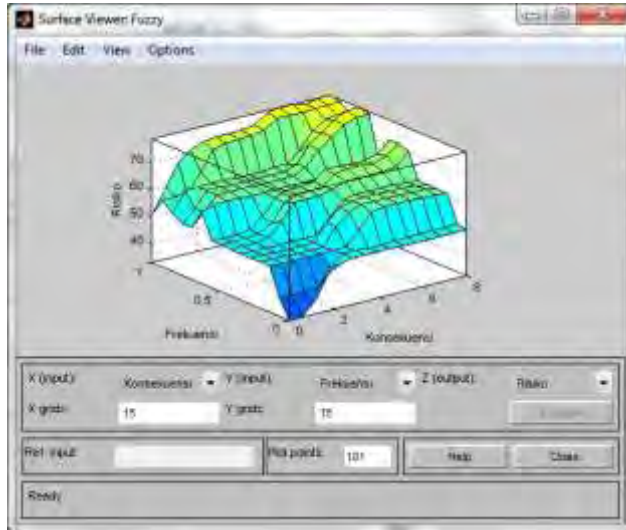 Surface Viewer: Fuzzy
File Edit View Options
70
60
50
40
Risiko
1
0.5
0
Frekuensi
0
2
4
6
8
Konsekuensi
X (input): Konsekuensi Y (input): Frekuensi Z (output): Risiko
X grids: 15 Y grids: 15
Ref. Input: Plot points: 101 Help Close
Ready